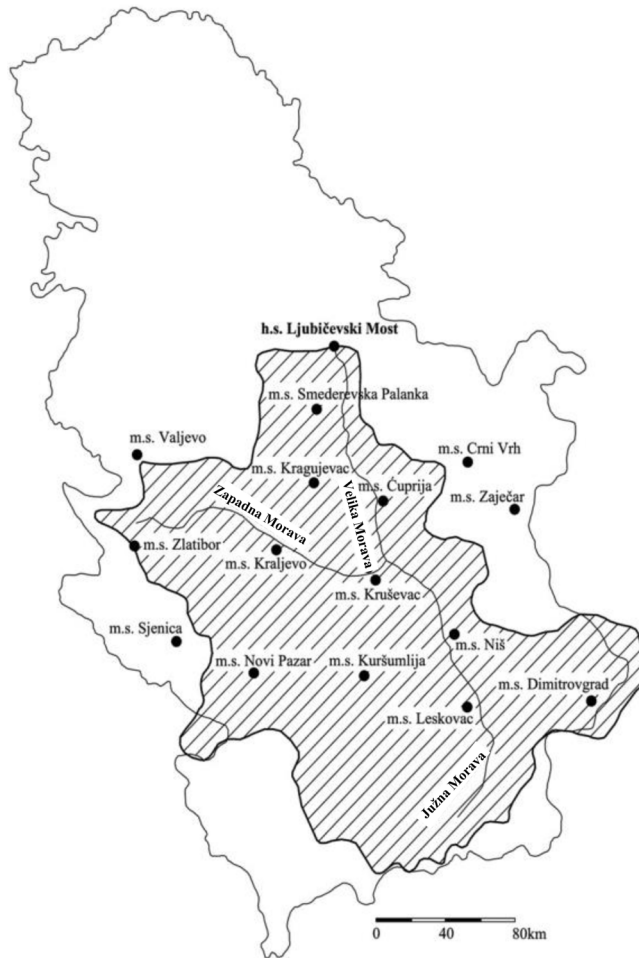 h.s. Ljubičevski Most
m.s. Smederevska Palanka
m.s. Valjevo
m.s. Crni Vrh
m.s. Kragujevac
m.s. Ćuprija
Zapadna Morava
Velika Morava
m.s. Zaječar
m.s. Zlatibor
m.s. Kraljevo
m.s. Kruševac
m.s. Sjenica
m.s. Niš
m.s. Novi Pazar
m.s. Kuršumlija
m.s. Dimitrovgrad
m.s. Leskovac
Južna Morava
0 40 80km